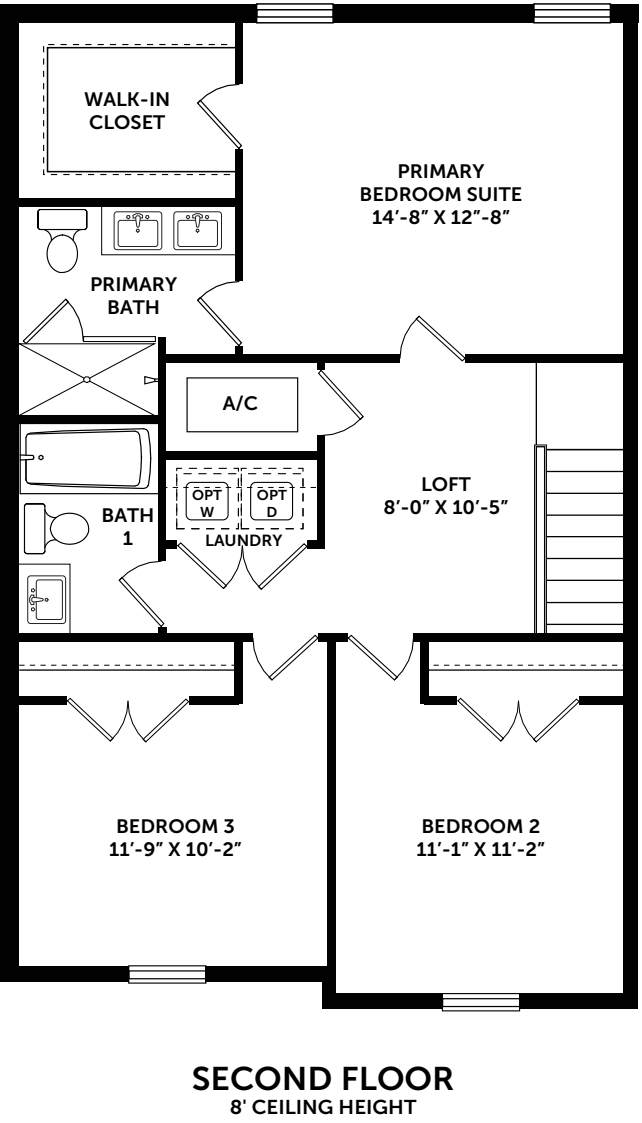 WALK-IN
CLOSET
PRIMARY
BEDROOM SUITE
14'-8" X 12"-8"
PRIMARY
BATH
A/C
LOFT
8'-0" X 10'-5"
OPT
W
OPT
D
LAUNDRY
BATH
1
BEDROOM 3
11'-9" X 10'-2"
BEDROOM 2
11'-1" X 11'-2"
SECOND FLOOR
8' CEILING HEIGHT